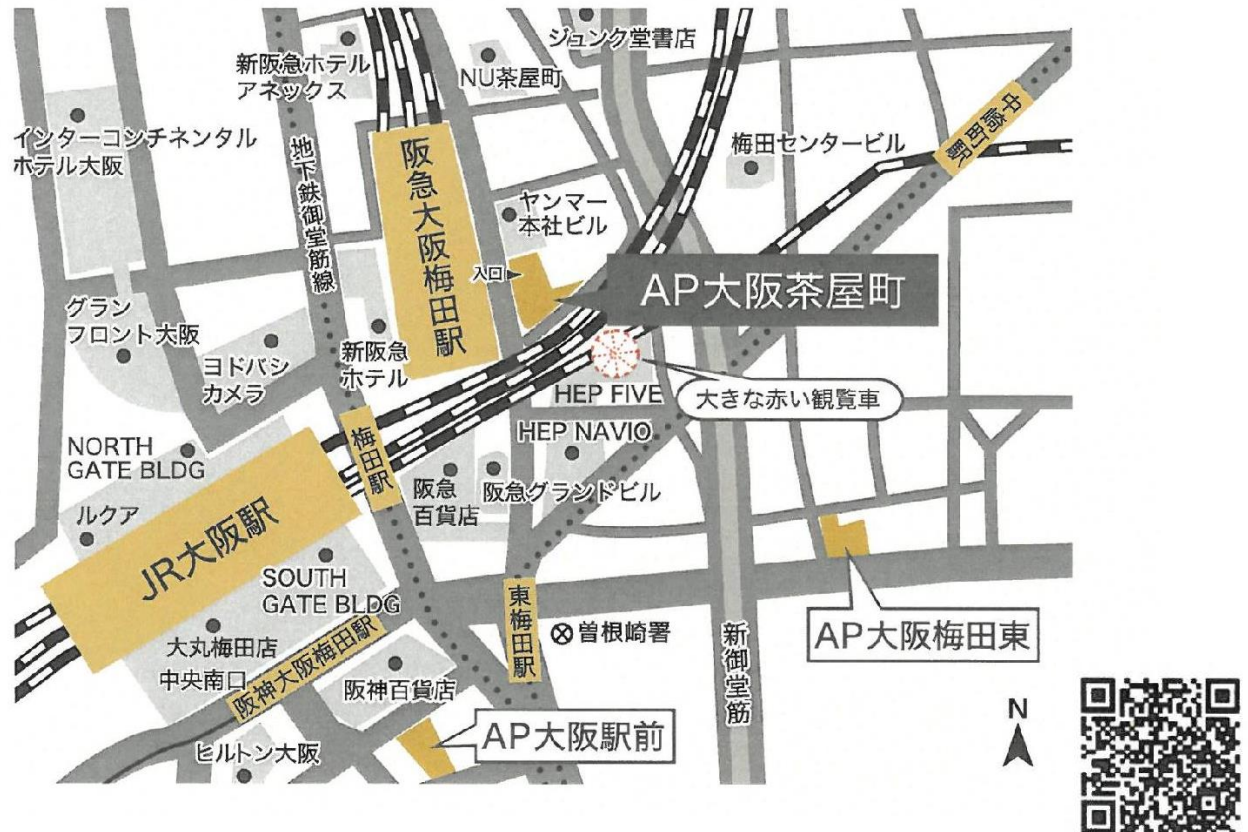 ジュンク堂書店
新阪急ホテル
アネックス
NU茶屋町
中崎町駅
インターコンチネンタル
ホテル大阪
地下鉄御堂筋線
阪急大阪梅田駅
梅田センタービル
ヤンマー
本社ビル
入口
AP大阪茶屋町
グラン
フロント大阪
ヨドバシ
カメラ
新阪急
ホテル
HEP FIVE
大きな赤い観覧車
NORTH
GATE BLDG
梅田駅
HEP NAVIO
阪急
百貨店
阪急グランドビル
ルクア
JR大阪駅
SOUTH
GATE BLDG
東梅田駅
曽根崎署
新御堂筋
AP大阪梅田東
大丸梅田店
中央南口
阪神大阪梅田駅
阪神百貨店
AP大阪駅前
ヒルトン大阪
N